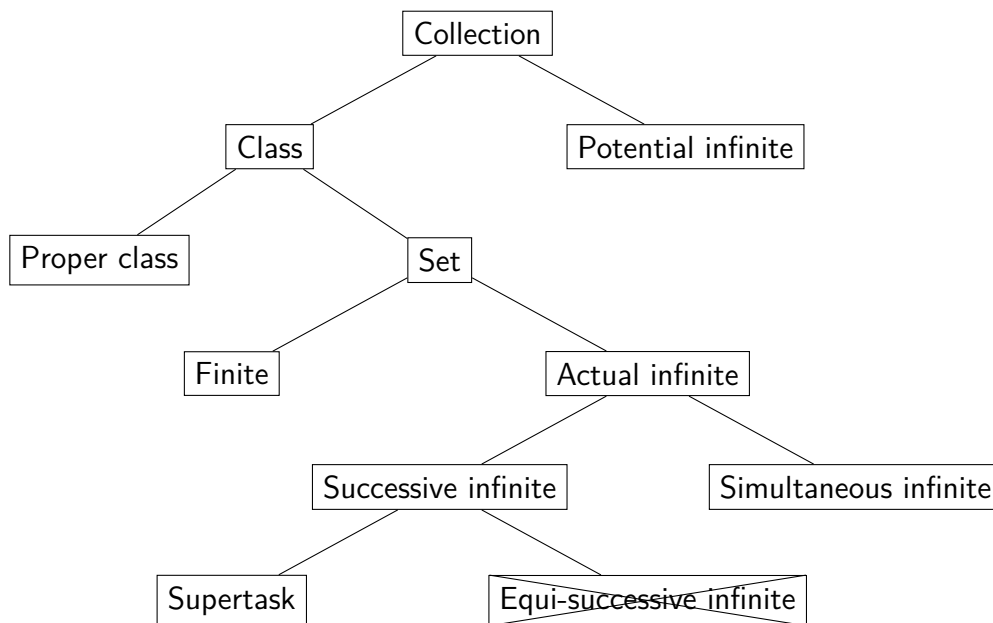 Collection
Class
Potential infinite
Proper class
Set
Finite
Actual infinite
Successive infinite
Simultaneous infinite
Supertask
Equi-successive infinite